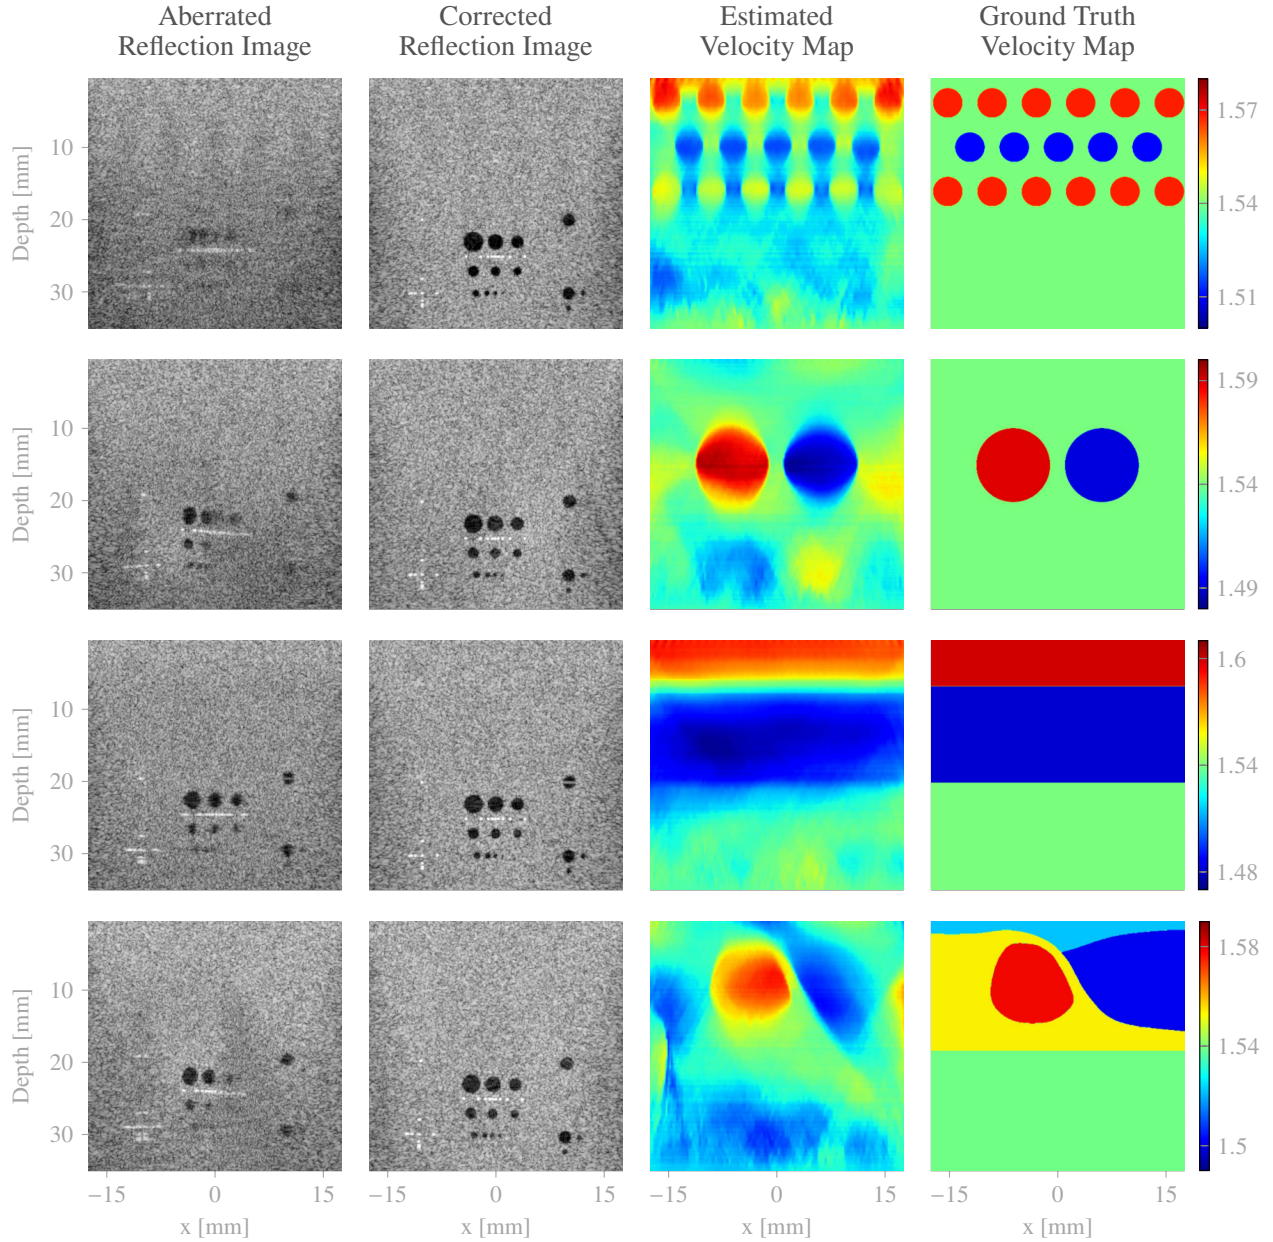 Aberrated
Reflection Image
Corrected
Reflection Image
Estimated
Velocity Map
Ground Truth
Velocity Map
Depth [mm]
10
20
30
1.57
1.54
1.51
Depth [mm]
10
20
30
1.59
1.54
1.49
Depth [mm]
10
20
30
1.6
1.54
1.48
Depth [mm]
10
20
30
1.58
1.54
1.5
−15 0 15
−15 0 15
−15 0 15
−15 0 15
x [mm]
x [mm]
x [mm]
x [mm]